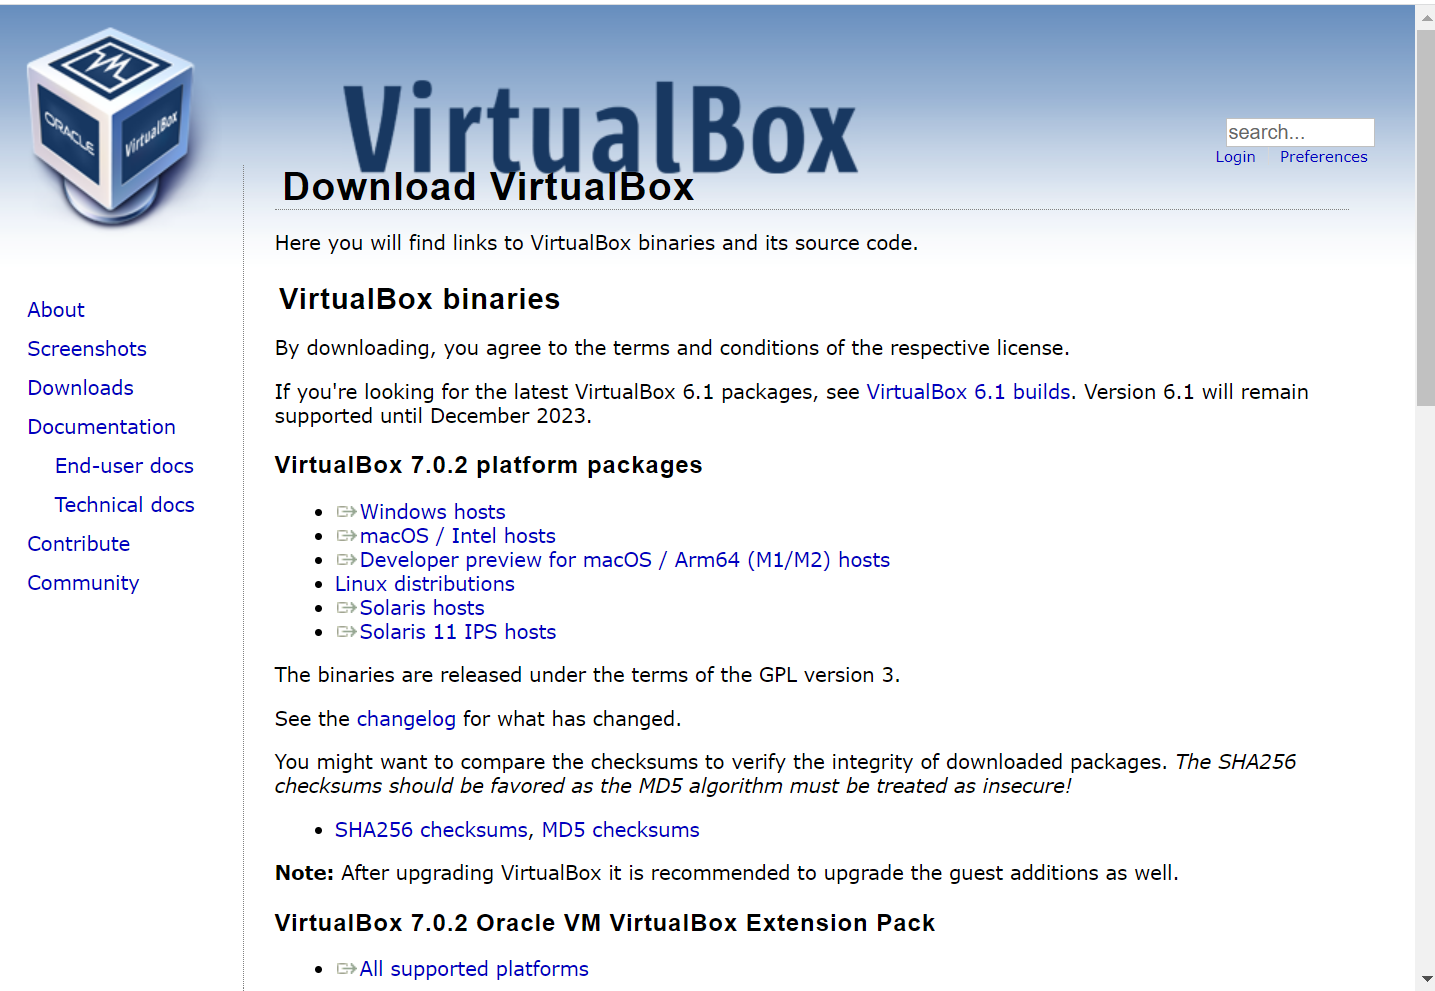 ORACLE
VirtualBox
VirtualBox
search...
Login Preferences
About
Screenshots
Downloads
Documentation
End-user docs
Technical docs
Contribute
Community
Download VirtualBox
Here you will find links to VirtualBox binaries and its source code.
VirtualBox binaries
By downloading, you agree to the terms and conditions of the respective license.
If you're looking for the latest VirtualBox 6.1 packages, see VirtualBox 6.1 builds. Version 6.1 will remain
supported until December 2023.
VirtualBox 7.0.2 platform packages
Windows hosts
macOS / Intel hosts
Developer preview for macOS / Arm64 (M1/M2) hosts
Linux distributions
Solaris hosts
Solaris 11 IPS hosts
The binaries are released under the terms of the GPL version 3.
See the changelog for what has changed.
You might want to compare the checksums to verify the integrity of downloaded packages. The SHA256
checksums should be favored as the MD5 algorithm must be treated as insecure!
SHA256 checksums, MD5 checksums
Note: After upgrading VirtualBox it is recommended to upgrade the guest additions as well.
VirtualBox 7.0.2 Oracle VM VirtualBox Extension Pack
All supported platforms